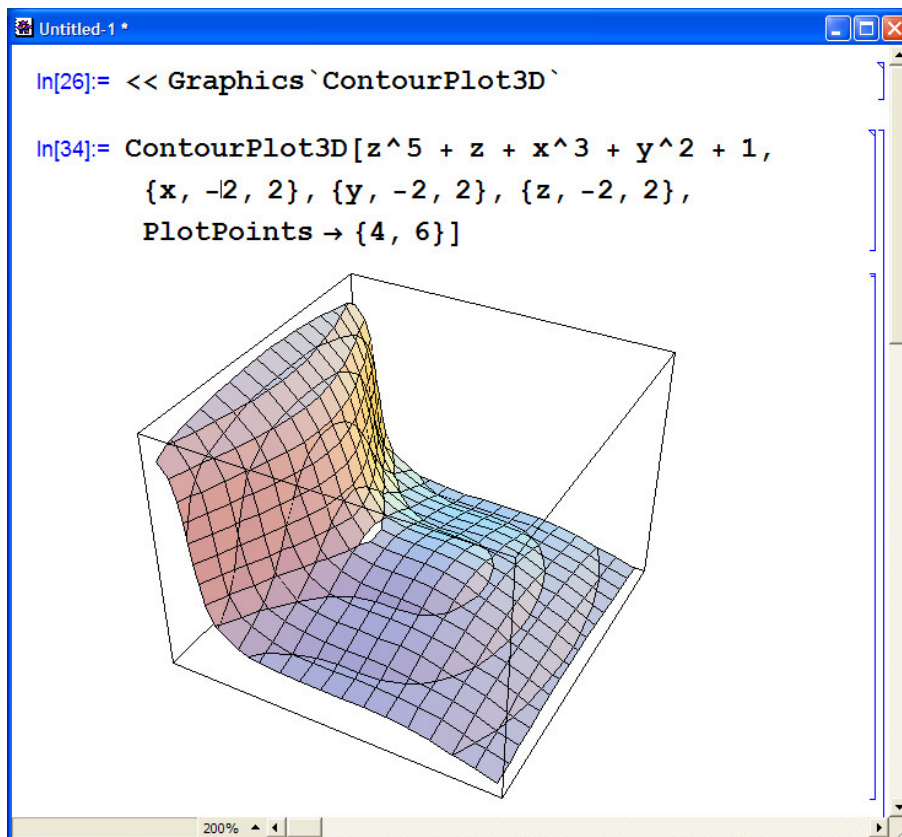 Untitled-1 *
In[26]:= << Graphics`ContourPlot3D`
In[34]:= ContourPlot3D[z^5 + z + x^3 + y^2 + 1,
{x, -2, 2}, {y, -2, 2}, {z, -2, 2},
PlotPoints → {4, 6}]
200%